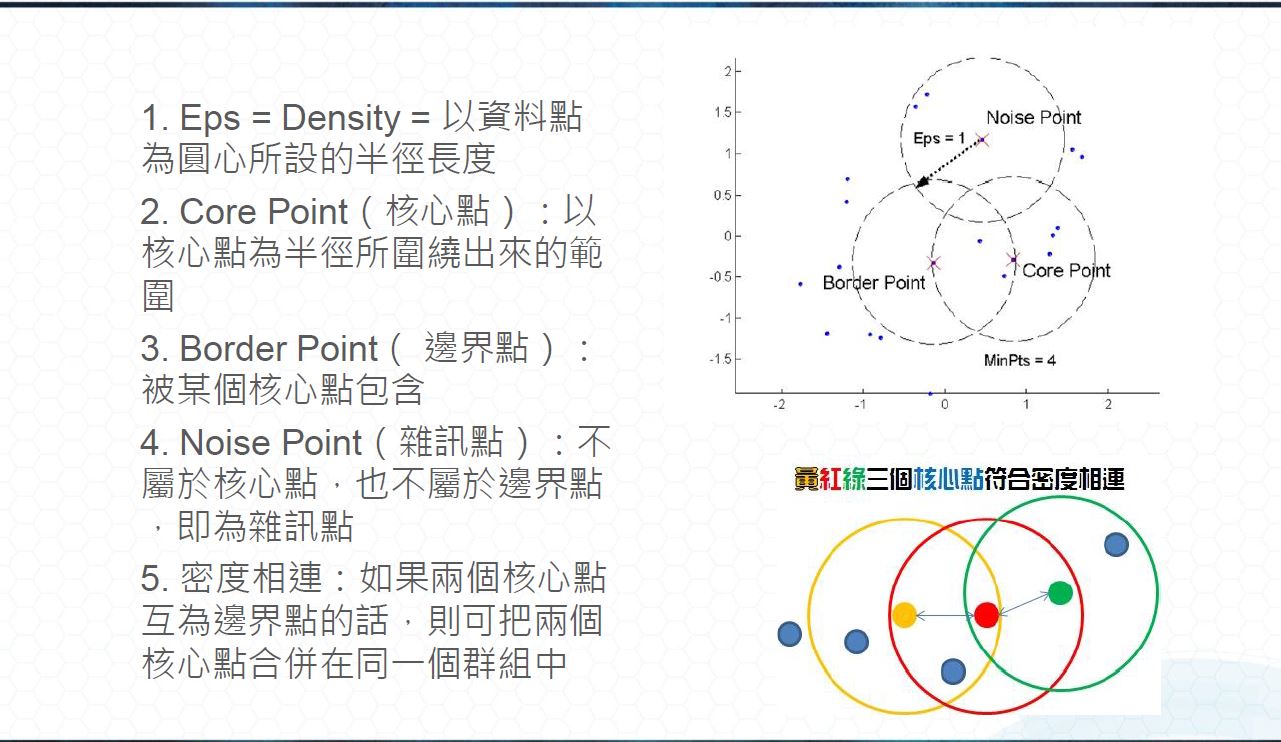 1. Eps = Density = 以資料點
為圓心所設的半徑長度
2. Core Point（核心點）：以
核心點為半徑所圍繞出來的範
圍
3. Border Point（ 邊界點）：
被某個核心點包含
4. Noise Point（雜訊點）：不
屬於核心點，也不屬於邊界點
，即為雜訊點
5. 密度相連：如果兩個核心點
互為邊界點的話，則可把兩個
核心點合併在同一個群組中
2
1.5
1
0.5
0
-0.5
-1
-1.5
Noise Point
Eps = 1
Border Point
Core Point
MinPts = 4
-2
-1
0
1
2
黃紅綠三個核心點符合密度相連